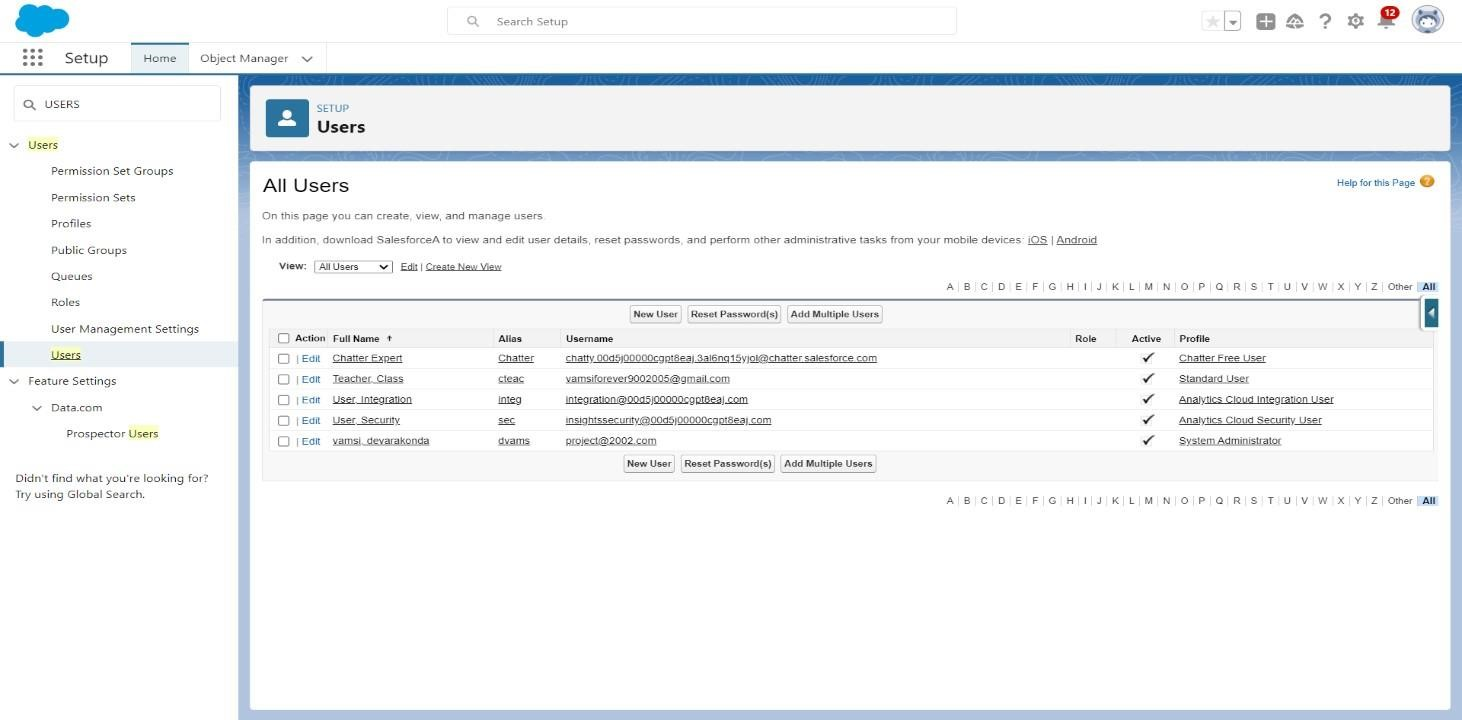 Search Setup
12
Setup
Home
Object Manager
USERS
Users
Permission Set Groups
Permission Sets
Profiles
Public Groups
Queues
Roles
User Management Settings
Users
Feature Settings
Data.com
Prospector Users
Didn't find what you're looking for?
Try using Global Search.
SETUP
Users
All Users
Help for this Page ?
On this page you can create, view, and manage users.
In addition, download SalesforceA to view and edit user details, reset passwords, and perform other administrative tasks from your mobile devices: iOS | Android
View: All Users Edit | Create New View
A | B | C | D | E | F | G | H | I | J | K | L | M | N | O | P | Q | R | S | T | U | V | W | X | Y | Z | Other | All
New User Reset Password(s) Add Multiple Users
Action Full Name Alias Username Role Active Profile
| Edit Chatter Expert Chatter chatty.00d5j00000cgpt8eaj.3ai6nq15yjol@chatter.salesforce.com Chatter Free User
| Edit Teacher, Class cteac vamsiforever9002005@gmail.com Standard User
| Edit User, Integration integ integration@00d5j00000cgpt8eaj.com Analytics Cloud Integration User
| Edit User, Security sec insightssecurity@00d5j00000cgpt8eaj.com Analytics Cloud Security User
| Edit vamsi, devarakonda dvams project@2002.com System Administrator
New User Reset Password(s) Add Multiple Users
A | B | C | D | E | F | G | H | I | J | K | L | M | N | O | P | Q | R | S | T | U | V | W | X | Y | Z | Other | All